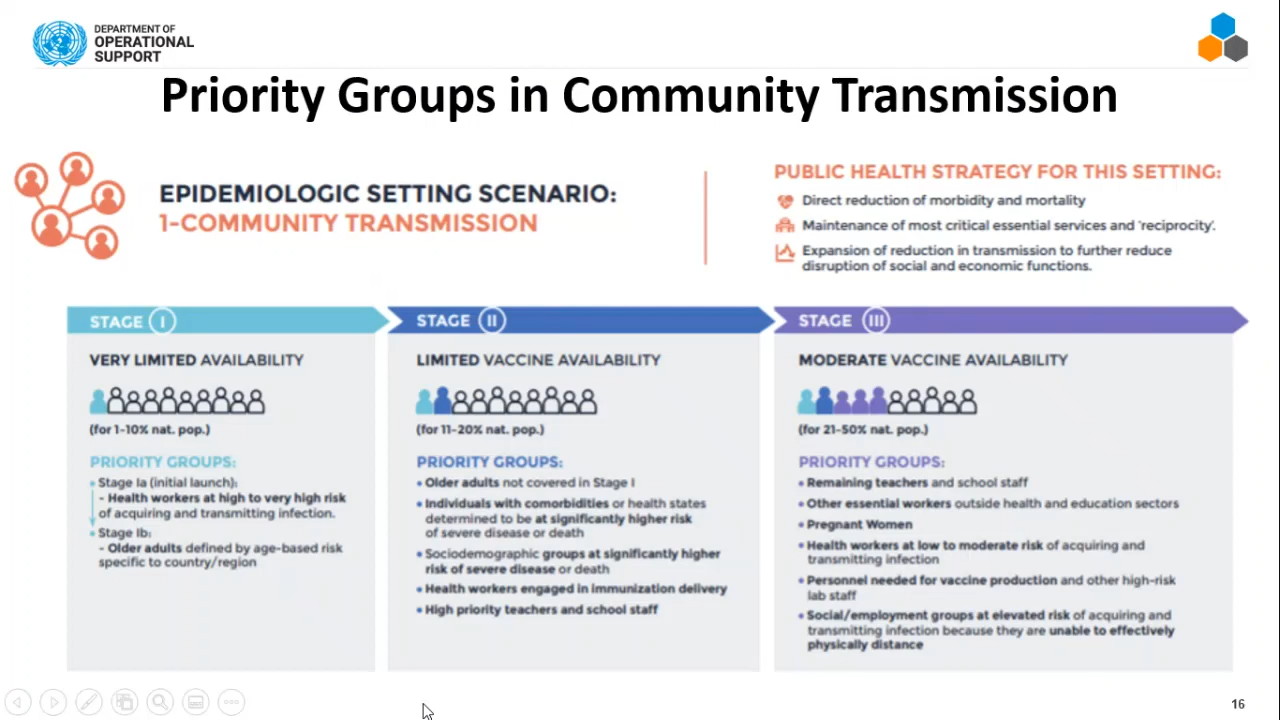 DEPARTMENT OF
OPERATIONAL
SUPPORT
Priority Groups in Community Transmission
EPIDEMIOLOGIC SETTING SCENARIO:
1-COMMUNITY TRANSMISSION
PUBLIC HEALTH STRATEGY FOR THIS SETTING:
Direct reduction of morbidity and mortality
Maintenance of most critical essential services and 'reciprocity'.
Expansion of reduction in transmission to further reduce
disruption of social and economic functions.
STAGE I
VERY LIMITED AVAILABILITY
(for 1-10% nat. pop.)
PRIORITY GROUPS:
• Stage Ia (initial launch):
- Health workers at high to very high risk
of acquiring and transmitting infection.
• Stage Ib:
- Older adults defined by age-based risk
specific to country/region
STAGE II
LIMITED VACCINE AVAILABILITY
(for 11-20% nat. pop.)
PRIORITY GROUPS:
• Older adults not covered in Stage I
• Individuals with comorbidities or health states
determined to be at significantly higher risk
of severe disease or death
• Sociodemographic groups at significantly higher
risk of severe disease or death
• Health workers engaged in immunization delivery
• High priority teachers and school staff
STAGE III
MODERATE VACCINE AVAILABILITY
(for 21-50% nat. pop.)
PRIORITY GROUPS:
• Remaining teachers and school staff
• Other essential workers outside health and education sectors
• Pregnant Women
• Health workers at low to moderate risk of acquiring and
transmitting infection
• Personnel needed for vaccine production and other high-risk
lab staff
• Social/employment groups at elevated risk of acquiring and
transmitting infection because they are unable to effectively
physically distance
16